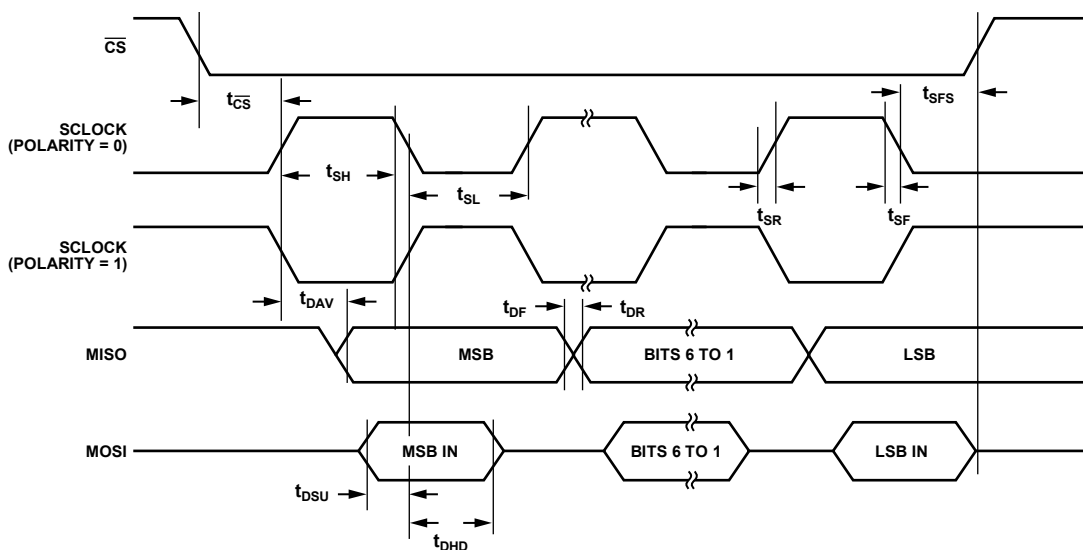 CS
tCS
tSFS
SCLOCK
(POLARITY = 0)
tSH
tSL
tSR
tSF
SCLOCK
(POLARITY = 1)
tDAV
tDF
tDR
MISO
MSB
BITS 6 TO 1
LSB
MOSI
MSB IN
BITS 6 TO 1
LSB IN
tDSU
tDHD